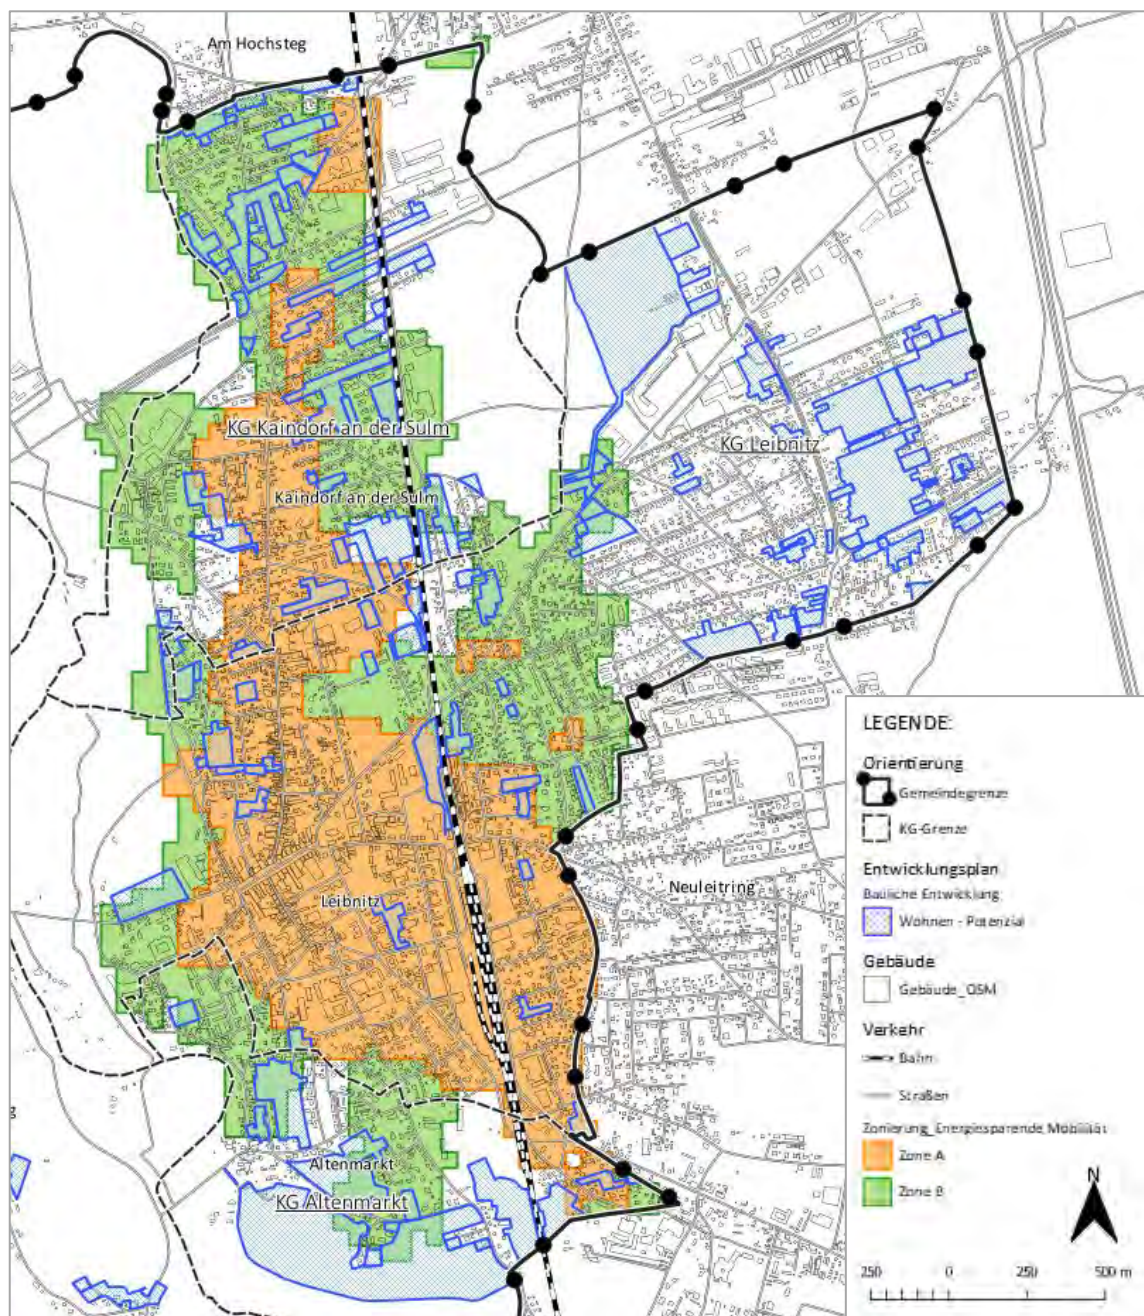 Am Hochsteg
KG Kaindorf an der Sulm
KG Leibnitz
Kaindorf an der Sulm
Neuleitring
Leibnitz
Altenmarkt
KG Altenmarkt
g
LEGENDE:
Orientierung
Gemeindegrenze
KG-Grenze
Entwicklungsplan
Bauliche Entwicklung
Wohnen - Potenzial
Gebäude
Gebäude_OSM
Verkehr
Bahn
Straßen
Zonierung_Energiesparende Mobilität
Zone A
Zone B
N
250 0 250 500 m